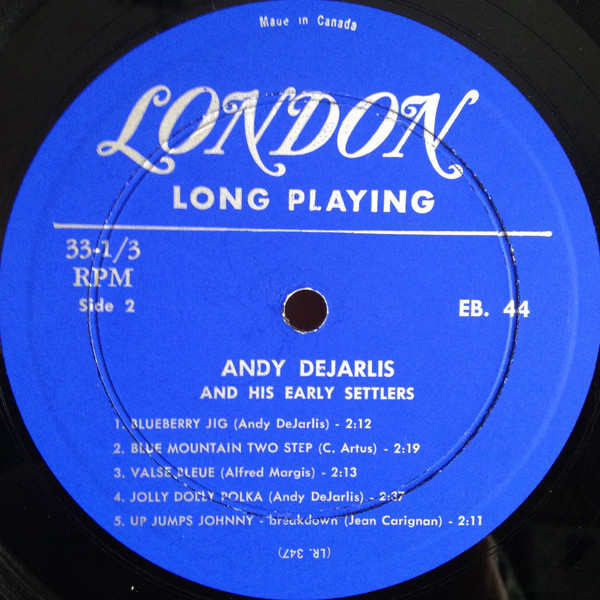 Made in Canada
LONDON
LONG PLAYING
33-1/3
RPM
Side 2
EB. 44
ANDY DEJARLIS
AND HIS EARLY SETTLERS
1. BLUEBERRY JIG (Andy DeJarlis) - 2:12
2. BLUE MOUNTAIN TWO STEP (C. Artus) - 2:19
3. VALSE BLEUE (Alfred Margis) - 2:13
4. JOLLY DOLLY POLKA (Andy DeJarlis) - 2:37
5. UP JUMPS JOHNNY - breakdown (Jean Carignan) - 2:11
(LR. 347)